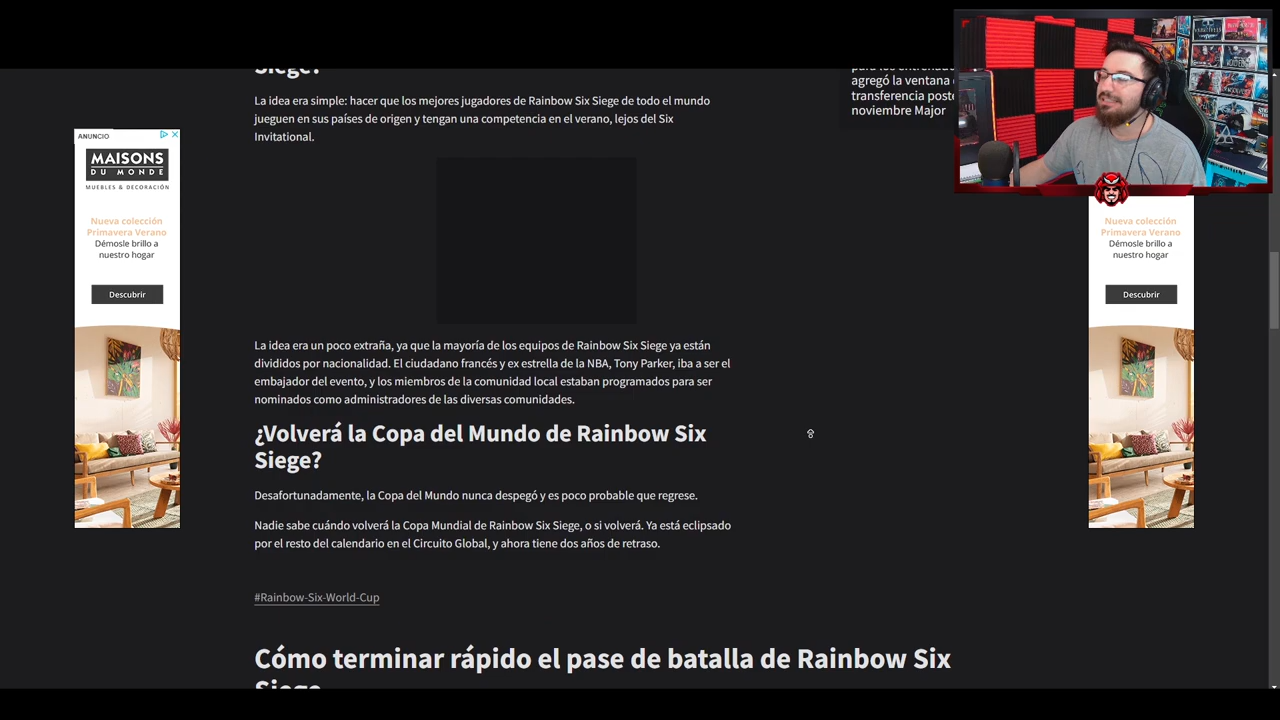 Siege?
La idea era simple: hacer que los mejores jugadores de Rainbow Six Siege de todo el mundo
jueguen en sus países de origen y tengan una competencia en el verano, lejos del Six
Invitational.
agregó la ventana
transferencia
noviembre Major
ANUNCIO
MAISONS
DU MONDE
MUEBLES & DECORACIÓN
Nueva colección
Primavera Verano
Démosle brillo a
nuestro hogar
Descubrir
La idea era un poco extraña, ya que la mayoría de los equipos de Rainbow Six Siege ya están
divididos por nacionalidad. El ciudadano francés y ex estrella de la NBA, Tony Parker, iba a ser el
embajador del evento, y los miembros de la comunidad local estaban programados para ser
nominados como administradores de las diversas comunidades.
¿Volverá la Copa del Mundo de Rainbow Six
Siege?
Desafortunadamente, la Copa del Mundo nunca despegó y es poco probable que regrese.
Nadie sabe cuándo volverá la Copa Mundial de Rainbow Six Siege, o si volverá. Ya está eclipsado
por el resto del calendario en el Circuito Global, y ahora tiene dos años de retraso.
#Rainbow-Six-World-Cup
Cómo terminar rápido el pase de batalla de Rainbow Six
Siege
Nueva colección
Primavera Verano
Démosle brillo a
nuestro hogar
Descubrir